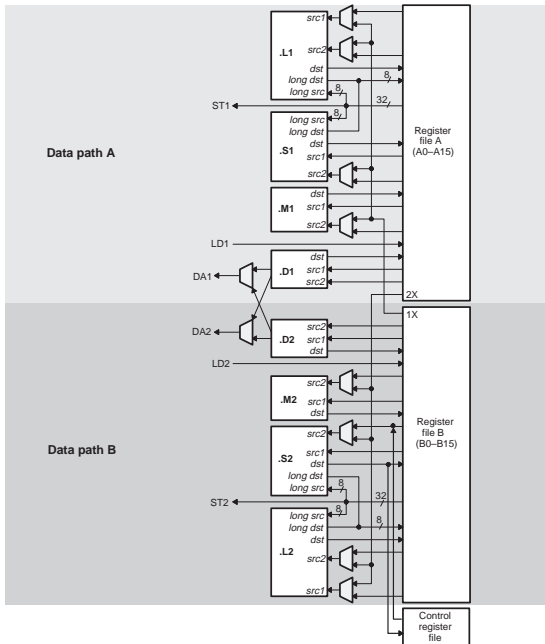 src1
.L1
src2
dst
long dst
8
long src
8
32
ST1
8
long src
long dst
dst
.S1
src1
src2
Register
file A
(A0–A15)
Data path A
dst
.M1
src1
src2
LD1
dst
.D1
src1
src2
DA1
2X
1X
DA2
src2
.D2
src1
dst
LD2
src2
.M2
src1
dst
Register
file B
(B0–B15)
src2
Data path B
.S2
src1
dst
long dst
8
long src
32
ST2
8
long src
long dst
8
dst
.L2
src2
src1
Control
register
file